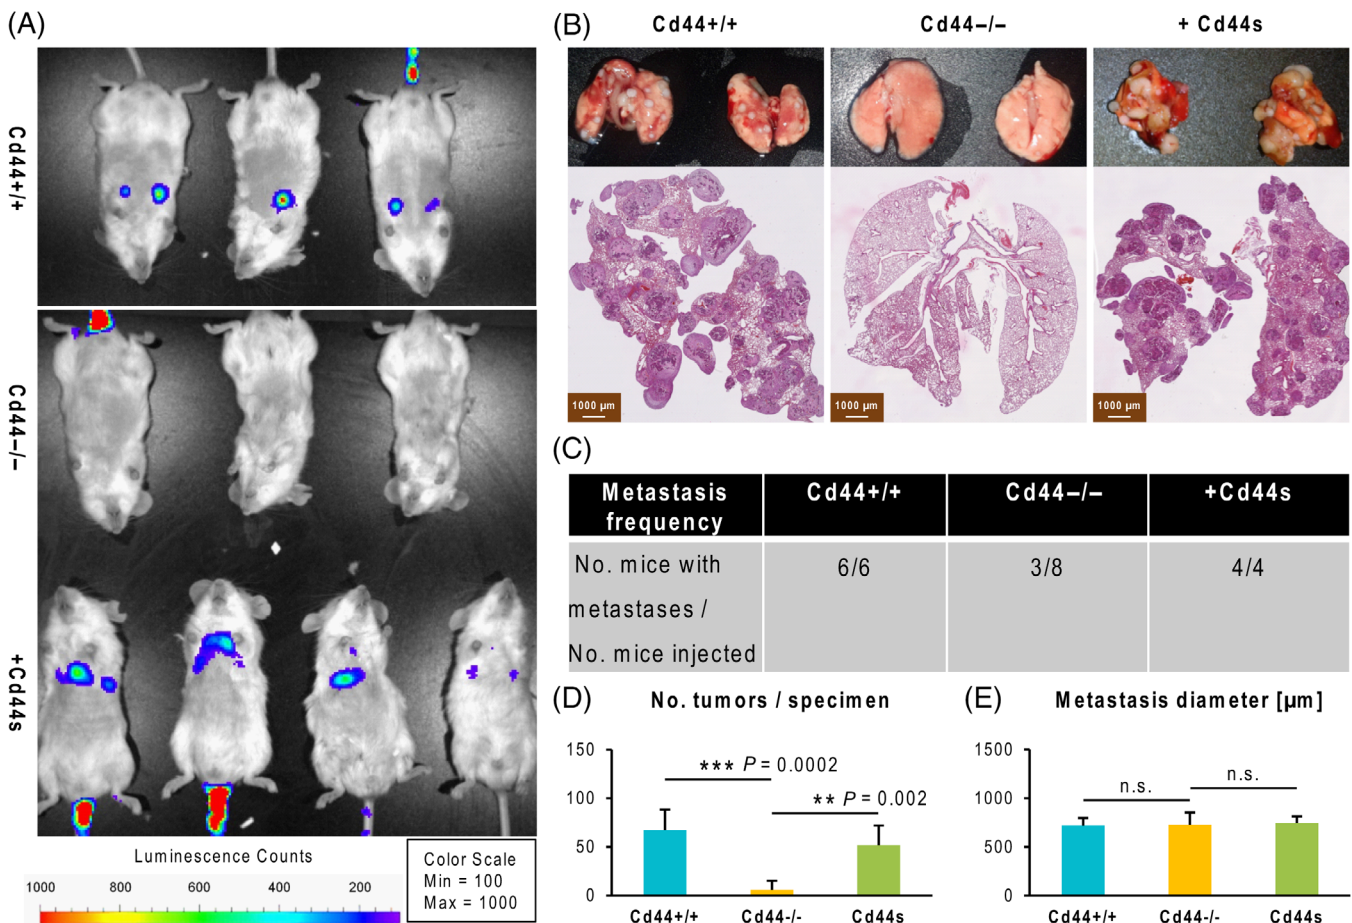 (A)
Cd44+/+
Cd44–/–
+Cd44s
Luminescence Counts
1000 800 600 400 200
Color Scale
Min = 100
Max = 1000
(B)
Cd44+/+ Cd44–/– + Cd44s
1000 µm 1000 µm 1000 µm
(C)
Metastasis frequency Cd44+/+ Cd44–/– +Cd44s
No. mice with 6/6 3/8 4/4
metastases /
No. mice injected
(D) No. tumors / specimen
150
100
50
0
*** P = 0.0002
** P = 0.002
Cd44+/+ Cd44-/- Cd44s
(E) Metastasis diameter [µm]
1500
1000
500
0
n.s. n.s.
Cd44+/+ Cd44-/- Cd44s